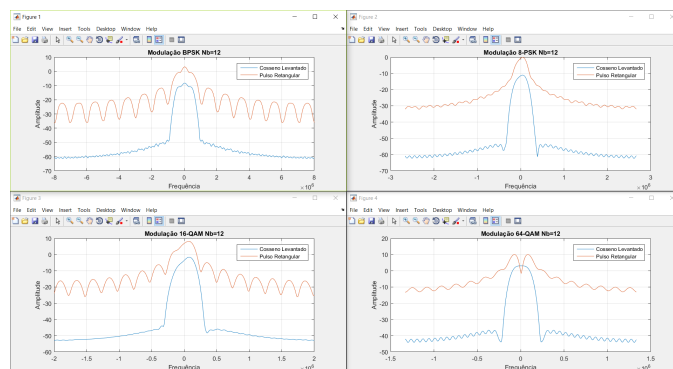 Figure 1
File Edit View Insert Tools Desktop Window Help
Modulação BPSK Nb=12
Cosseno Levantado
Pulso Retangular
Amplitude
10
0
-10
-20
-30
-40
-50
-60
-70
-8 -6 -4 -2 0 2 4 6 8
Frequência
Figure 2
File Edit View Insert Tools Desktop Window Help
Modulação 8-PSK Nb=12
Cosseno Levantado
Pulso Retangular
Amplitude
0
-10
-20
-30
-40
-50
-60
-70
-3 -2 -1 0 1 2 3
Frequência
Figure 3
File Edit View Insert Tools Desktop Window Help
Modulação 16-QAM Nb=12
Cosseno Levantado
Pulso Retangular
Amplitude
10
0
-10
-20
-30
-40
-50
-60
-2 -1.5 -1 -0.5 0 0.5 1 1.5 2
Frequência
Figure 4
File Edit View Insert Tools Desktop Window Help
Modulação 64-QAM Nb=12
Cosseno Levantado
Pulso Retangular
Amplitude
20
10
0
-10
-20
-30
-40
-50
-1.5 -1 -0.5 0 0.5 1 1.5
Frequência